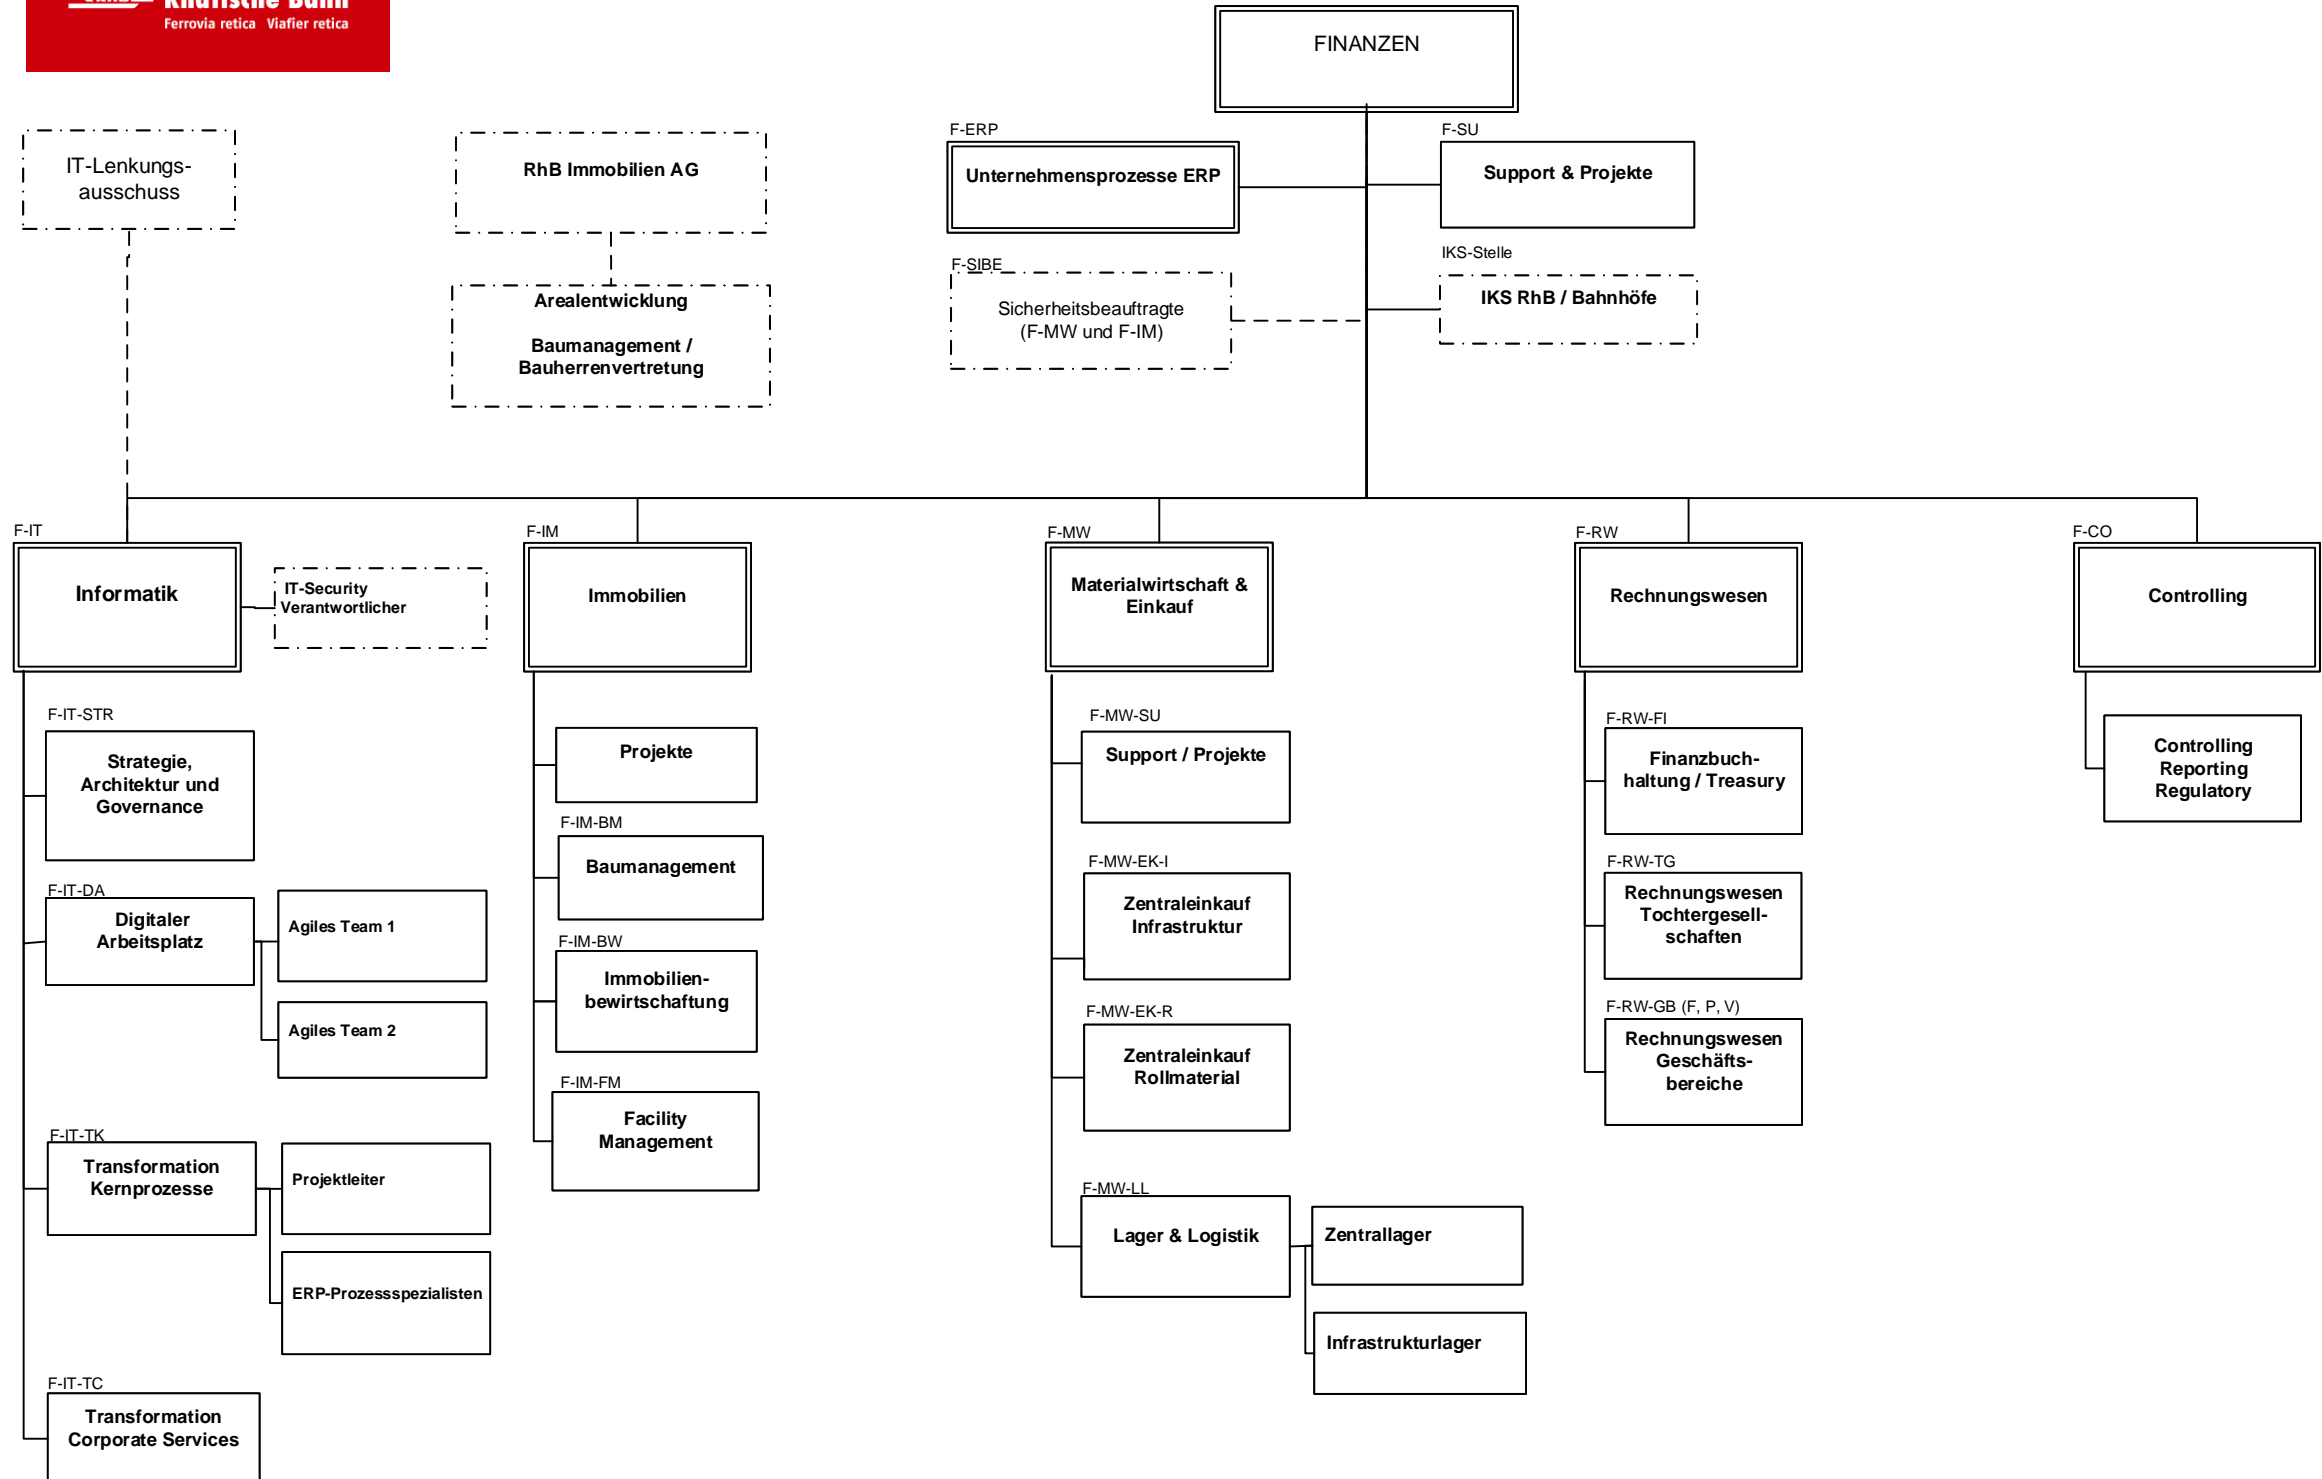 Ferrovia retica Viafier retica
FINANZEN
IT-Lenkungs-
ausschuss
RhB Immobilien AG
Arealentwicklung
Baumanagement /
Bauherrenvertretung
F-ERP
Unternehmensprozesse ERP
F-SU
Support & Projekte
F-SIBE
Sicherheitsbeauftragte
(F-MW und F-IM)
IKS-Stelle
IKS RhB / Bahnhöfe
F-IT
Informatik
IT-Security
Verantwortlicher
F-IT-STR
Strategie,
Architektur und
Governance
F-IT-DA
Digitaler
Arbeitsplatz
Agiles Team 1
Agiles Team 2
F-IT-TK
Transformation
Kernprozesse
Projektleiter
ERP-Prozessspezialisten
F-IT-TC
Transformation
Corporate Services
F-IM
Immobilien
Projekte
F-IM-BM
Baumanagement
F-IM-BW
Immobilien-
bewirtschaftung
F-IM-FM
Facility
Management
F-MW
Materialwirtschaft &
Einkauf
F-MW-SU
Support / Projekte
F-MW-EK-I
Zentraleinkauf
Infrastruktur
F-MW-EK-R
Zentraleinkauf
Rollmaterial
F-MW-LL
Lager & Logistik
Zentrallager
Infrastrukturlager
F-RW
Rechnungswesen
F-RW-FI
Finanzbuch-
haltung / Treasury
F-RW-TG
Rechnungswesen
Tochtergesell-
schaften
F-RW-GB (F, P, V)
Rechnungswesen
Geschäfts-
bereiche
F-CO
Controlling
Controlling
Reporting
Regulatory